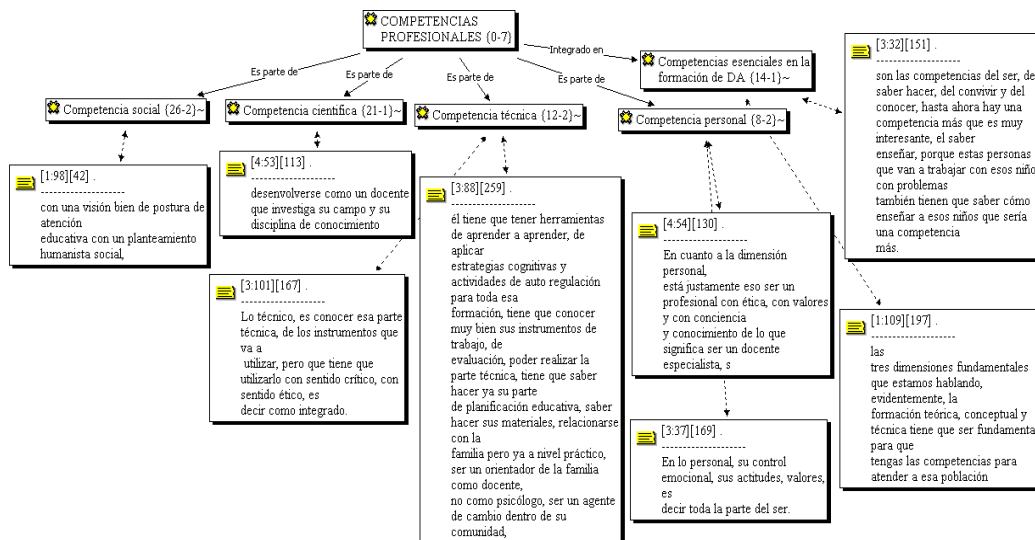 COMPETENCIAS
PROFESIONALES {0-7}
Es parte de
Es parte de
Es parte de
Es parte de
Integrado en
Competencias esenciales en la
formación de DA {14-1}~
Competencia social {26-2}~
Competencia científica {21-1}~
Competencia técnica {12-2}~
Competencia personal {8-2}~
[3:32][151] .
--------------------
son las competencias del ser, de
saber hacer, del convivir y del
conocer, hasta ahora hay una
competencia más que es muy
interesante, el saber
enseñar, porque estas personas
que van a trabajar con esos niño
con problemas
también tienen que saber cómo
enseñar a esos niños que sería
una competencia
más.
[1:98][42] .
--------------------
con una visión bien de postura de
atención
educativa con un planteamiento
humanista social,
[4:53][113] .
--------------------
desenvolverse como un docente
que investiga su campo y su
disciplina de conocimiento
[3:101][167] .
--------------------
Lo técnico, es conocer esa parte
técnica, de los instrumentos que
va a
utilizar, pero que tiene que
utilizarlo con sentido crítico, con
sentido ético, es
decir como integrado.
[3:88][259] .
--------------------
él tiene que tener herramientas
de aprender a aprender, de
aplicar
estrategias cognitivas y
actividades de auto regulación
para toda esa
formación, tiene que conocer
muy bien sus instrumentos de
trabajo, de
evaluación, poder realizar la
parte técnica, tiene que saber
hacer ya su parte
de planificación educativa, saber
hacer sus materiales, relacionarse
con la
familia pero ya a nivel práctico,
ser un orientador de la familia
como docente,
no como psicólogo, ser un agente
de cambio dentro de su
comunidad,
[4:54][130] .
--------------------
En cuanto a la dimensión
personal,
está justamente eso ser un
profesional con ética, con valores
y con conciencia
y conocimiento de lo que
significa ser un docente
especialista, s
[3:37][169] .
--------------------
En lo personal, su control
emocional, sus actitudes, valores,
es
decir toda la parte del ser.
[1:109][197] .
--------------------
las
tres dimensiones fundamentales
que estamos hablando,
evidentemente, la
formación teórica, conceptual y
técnica tiene que ser fundamenta
para que
tengas las competencias para
atender a esa población